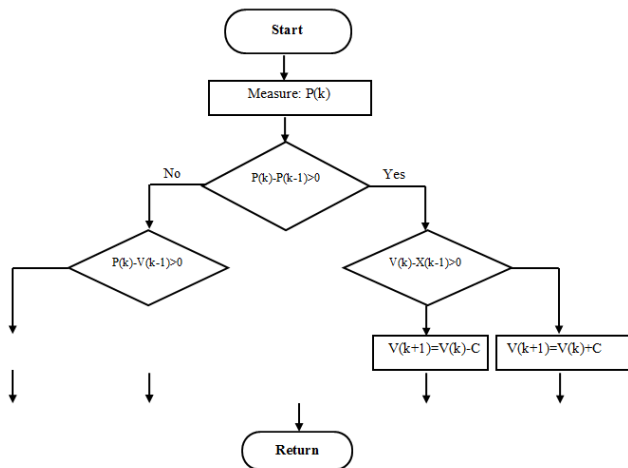 Start
Measure: P(k)
P(k)-P(k-1)>0
No
Yes
P(k)-V(k-1)>0
V(k)-X(k-1)>0
V(k+1)=V(k)-C
V(k+1)=V(k)+C
Return